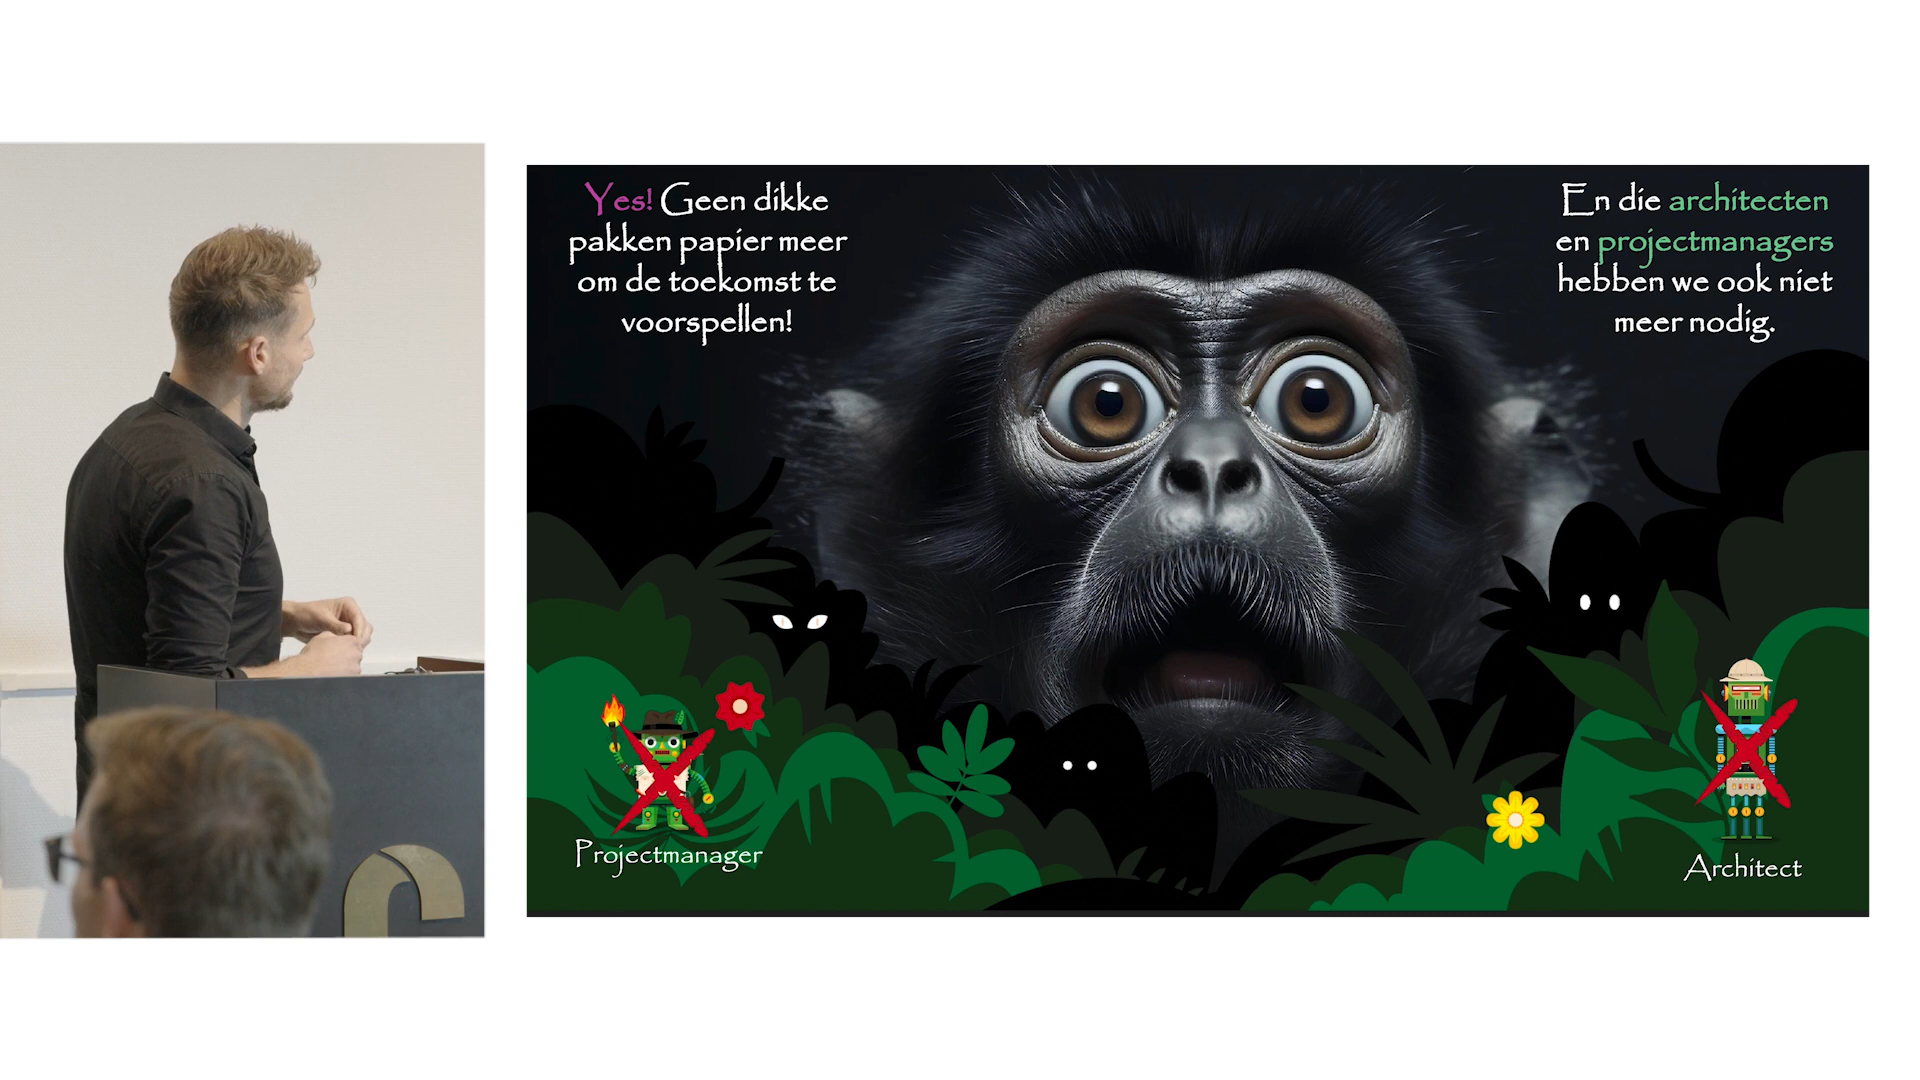 Yes! Geen dikke
pakken papier meer
om de toekomst te
voorspellen!
En die architecten
en projectmanagers
hebben we ook niet
meer nodig.
Projectmanager
Architect